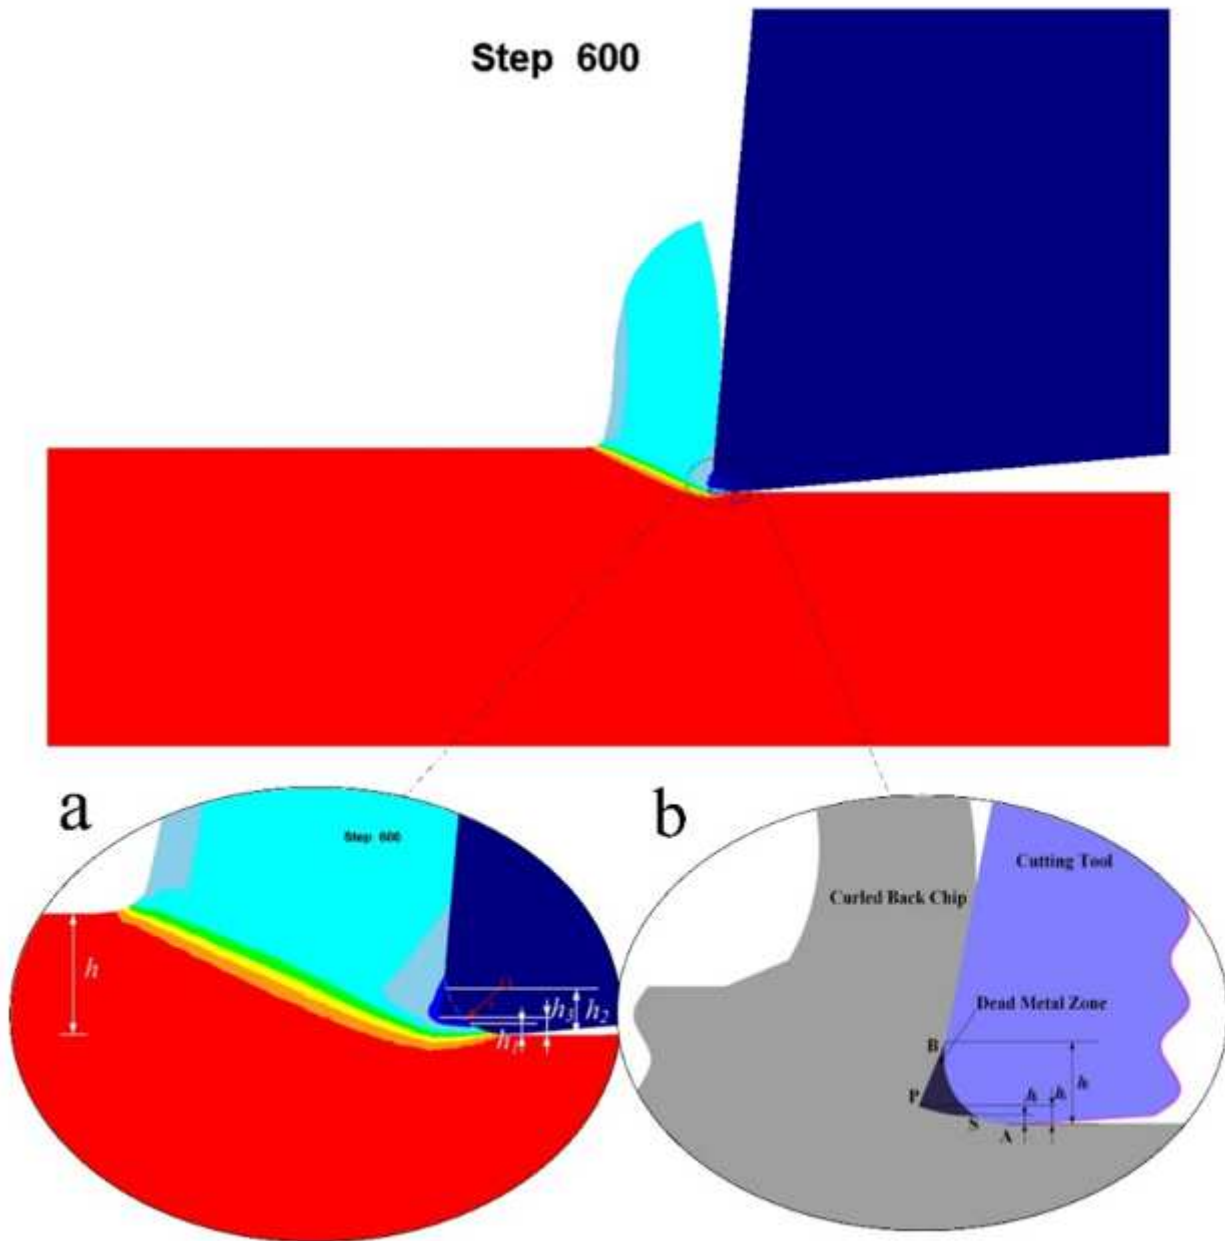 Step 600
a
Step 600
h
h3
h2
h1
b
Cutting Tool
Curled Back Chip
Dead Metal Zone
B
P
h
h
h
S
A